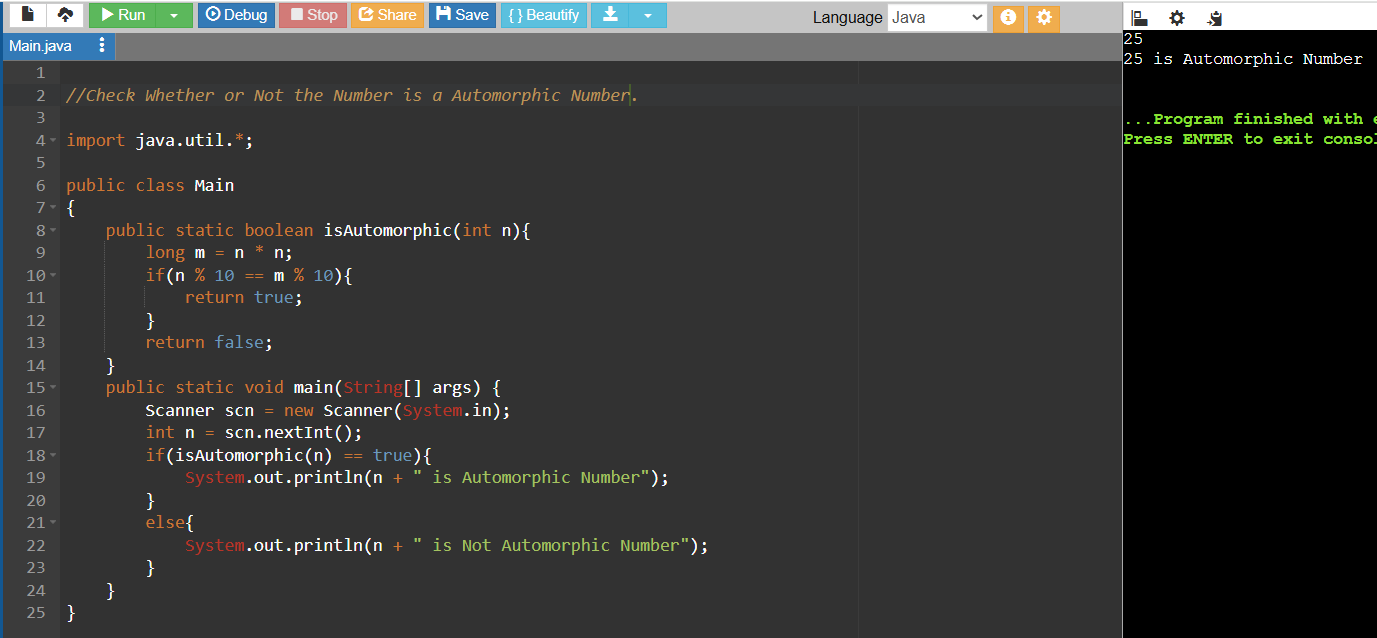 Run Debug Stop Share Save { } Beautify Language Java
Main.java
1
2 //Check Whether or Not the Number is a Automorphic Number.
3
4 import java.util.*;
5
6 public class Main
7 {
8 public static boolean isAutomorphic(int n){
9 long m = n * n;
10 if(n % 10 == m % 10){
11 return true;
12 }
13 return false;
14 }
15 public static void main(String[] args) {
16 Scanner scn = new Scanner(System.in);
17 int n = scn.nextInt();
18 if(isAutomorphic(n) == true){
19 System.out.println(n + " is Automorphic Number");
20 }
21 else{
22 System.out.println(n + " is Not Automorphic Number");
23 }
24 }
25 }
25
25 is Automorphic Number
...Program finished with
Press ENTER to exit consol